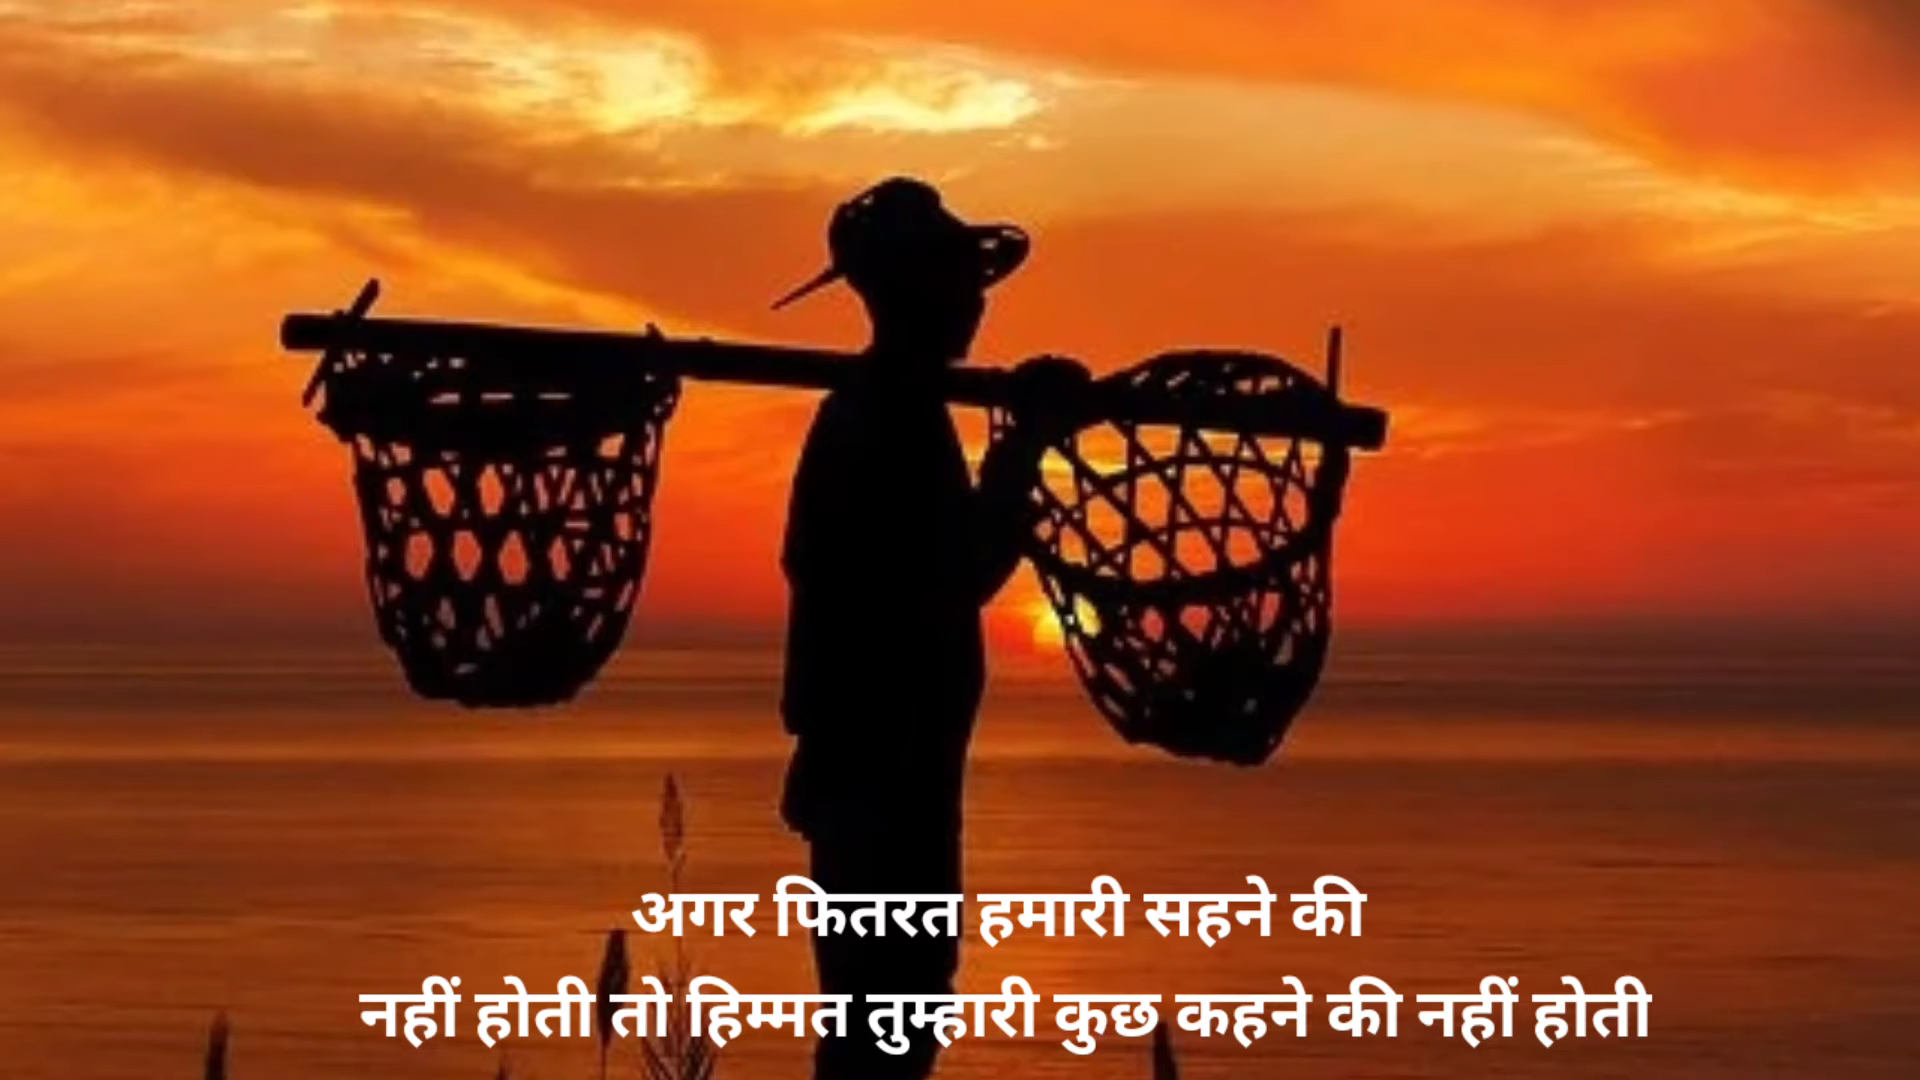 अगर फितरत हमारी सहने की
नहीं होती तो हिम्मत तुम्हारी कुछ कहने की नहीं होती